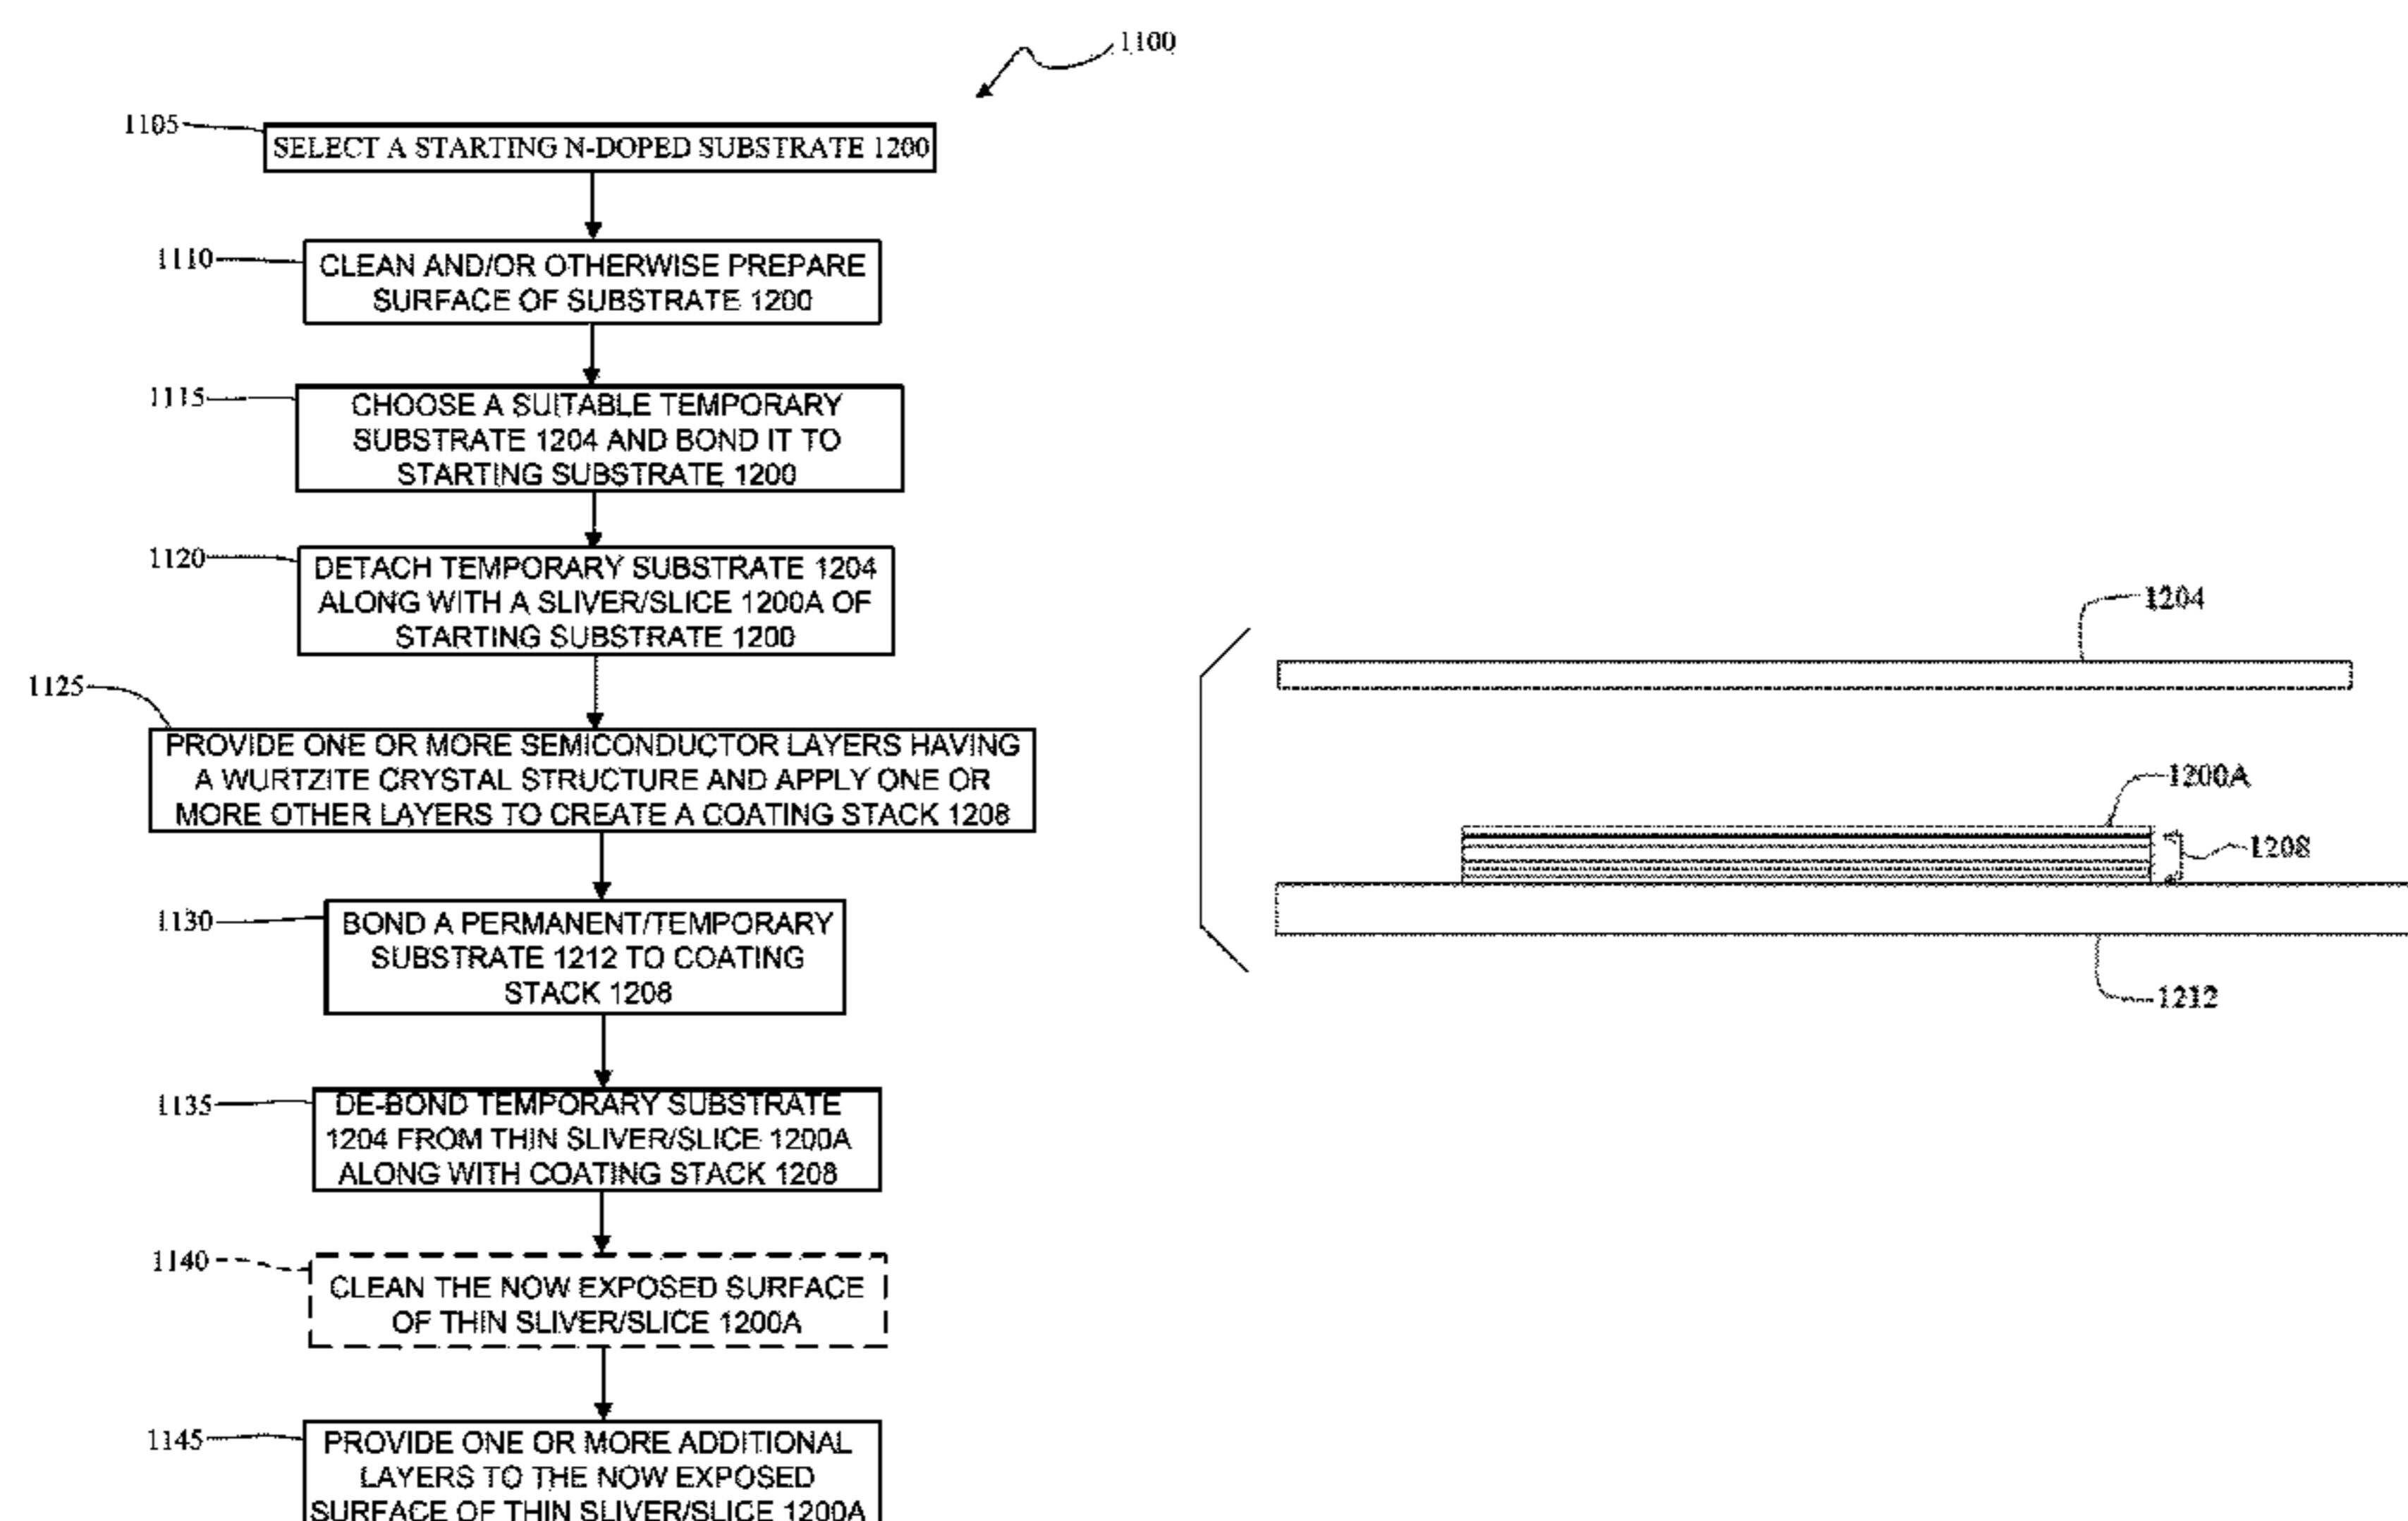 1100
1105
SELECT A STARTING N-DOPED SUBSTRATE 1200
1110
CLEAN AND/OR OTHERWISE PREPARE
SURFACE OF SUBSTRATE 1200
1115
CHOOSE A SUITABLE TEMPORARY
SUBSTRATE 1204 AND BOND IT TO
STARTING SUBSTRATE 1200
1120
DETACH TEMPORARY SUBSTRATE 1204
ALONG WITH A SLIVER/SLICE 1200A OF
STARTING SUBSTRATE 1200
1125
PROVIDE ONE OR MORE SEMICONDUCTOR LAYERS HAVING
A WURTZITE CRYSTAL STRUCTURE AND APPLY ONE OR
MORE OTHER LAYERS TO CREATE A COATING STACK 1208
1130
BOND A PERMANENT/TEMPORARY
SUBSTRATE 1212 TO COATING
STACK 1208
1135
DE-BOND TEMPORARY SUBSTRATE
1204 FROM THIN SLIVER/SLICE 1200A
ALONG WITH COATING STACK 1208
1140
CLEAN THE NOW EXPOSED SURFACE
OF THIN SLIVER/SLICE 1200A
1145
PROVIDE ONE OR MORE ADDITIONAL
LAYERS TO THE NOW EXPOSED
SURFACE OF THIN SLIVER/SLICE 1200A
1204
1200A
1208
1212